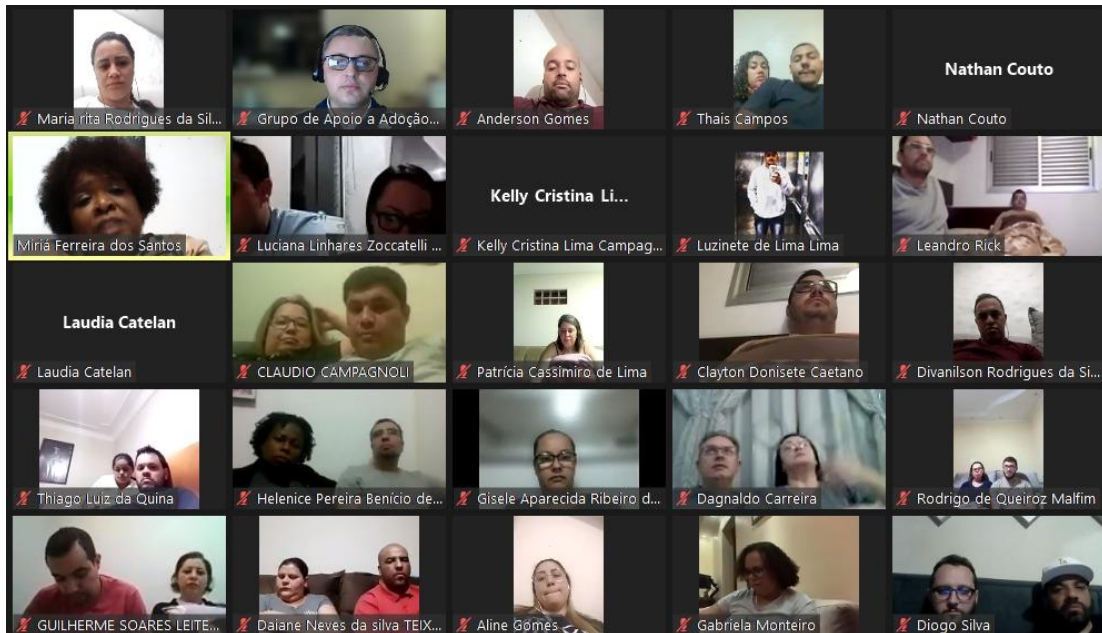 Maria rita Rodrigues da Sil...
Grupo de Apoio a Adoção...
Anderson Gomes
Thais Campos
Nathan Couto
Nathan Couto
Miriá Ferreira dos Santos
Luciana Linhares Zoccatelli ...
Kelly Cristina Li...
Kelly Cristina Lima Campag...
Luzinete de Lima Lima
Leandro Rick
Laudia Catelan
Laudia Catelan
CLAUDIO CAMPAGNOLI
Patrícia Cassimiro de Lima
Clayton Donisete Caetano
Divanilson Rodrigues da Si...
Thiago Luiz da Quina
Helenice Pereira Benício de...
Gisele Aparecida Ribeiro d...
Dagnaldo Carreira
Rodrigo de Queiroz Malfim
GUILHERME SOARES LEITE...
Daiane Neves da silva TEIX...
Aline Gomes
Gabriela Monteiro
Diogo Silva